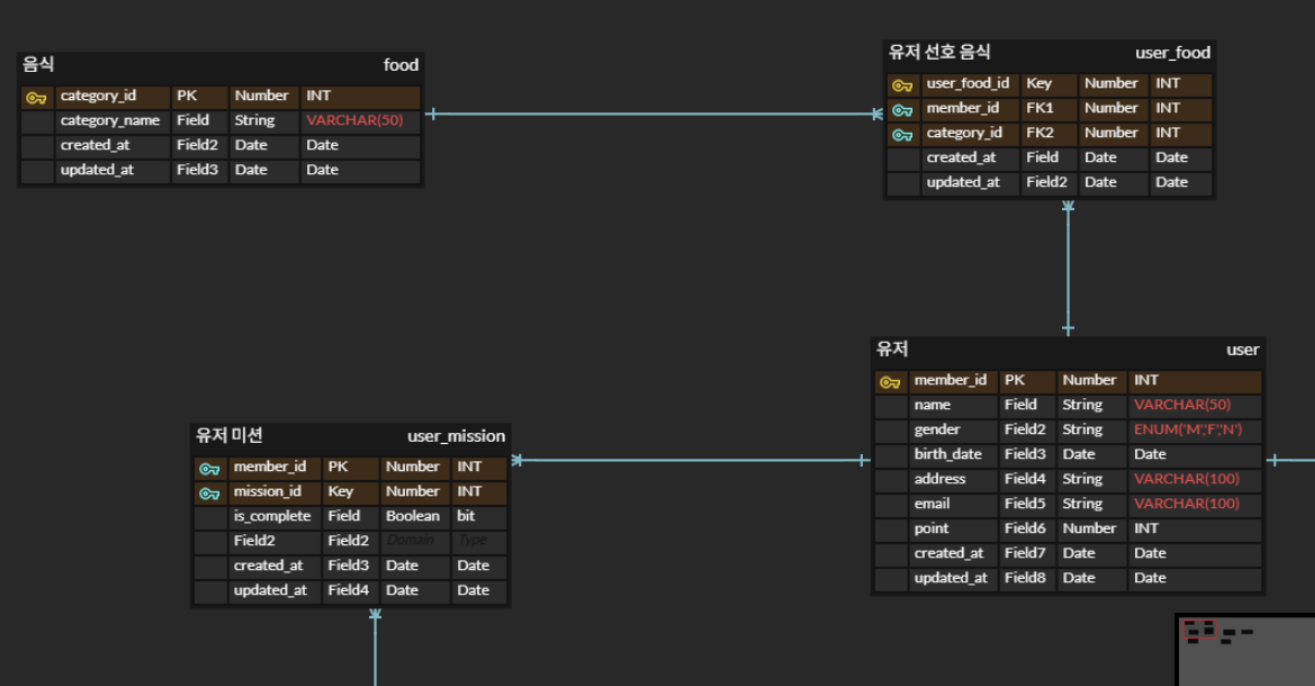 음식 food
category_id PK Number INT
category_name Field String VARCHAR(50)
created_at Field2 Date Date
updated_at Field3 Date Date
유저 선호 음식 user_food
user_food_id Key Number INT
member_id FK1 Number INT
category_id FK2 Number INT
created_at Field Date Date
updated_at Field2 Date Date
유저 미션 user_mission
member_id PK Number INT
mission_id Key Number INT
is_complete Field Boolean bit
Field2 Field2 Domain Type
created_at Field3 Date Date
updated_at Field4 Date Date
유저 user
member_id PK Number INT
name Field String VARCHAR(50)
gender Field2 String ENUM('M','F','N')
birth_date Field3 Date Date
address Field4 String VARCHAR(100)
email Field5 String VARCHAR(100)
point Field6 Number INT
created_at Field7 Date Date
updated_at Field8 Date Date